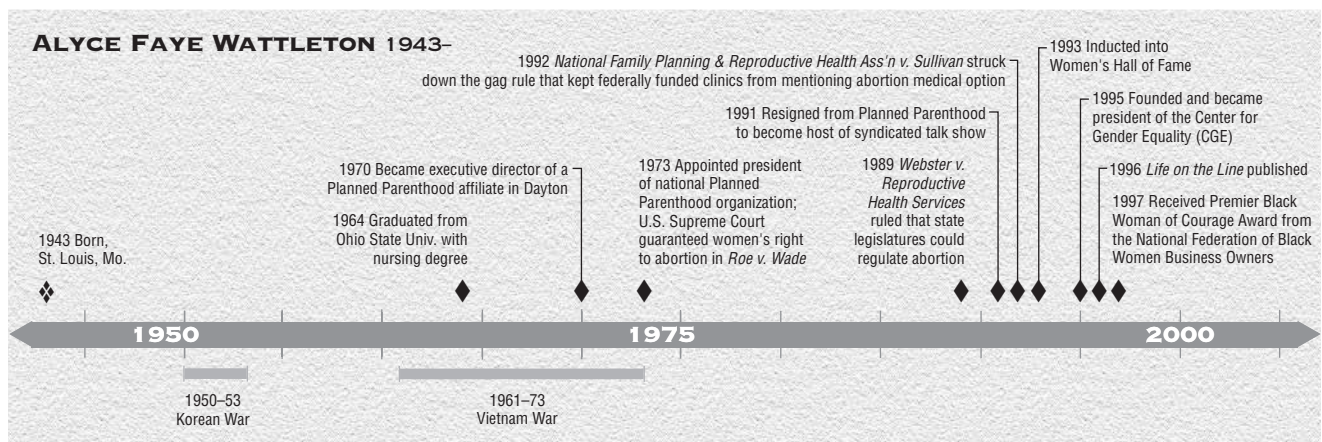 ALYCE FAYE WATTLETON 1943–
1943 Born,
St. Louis, Mo.
1964 Graduated from
Ohio State Univ. with
nursing degree
1970 Became executive director of a
Planned Parenthood affiliate in Dayton
1973 Appointed president
of national Planned
Parenthood organization;
U.S. Supreme Court
guaranteed women's right
to abortion in Roe v. Wade
1989 Webster v.
Reproductive
Health Services
ruled that state
legislatures could
regulate abortion
1991 Resigned from Planned Parenthood
to become host of syndicated talk show
1992 National Family Planning & Reproductive Health Ass'n v. Sullivan struck
down the gag rule that kept federally funded clinics from mentioning abortion medical option
1993 Inducted into
Women's Hall of Fame
1995 Founded and became
president of the Center for
Gender Equality (CGE)
1996 Life on the Line published
1997 Received Premier Black
Woman of Courage Award from
the National Federation of Black
Women Business Owners
1950
1975
2000
1950–53
Korean War
1961–73
Vietnam War